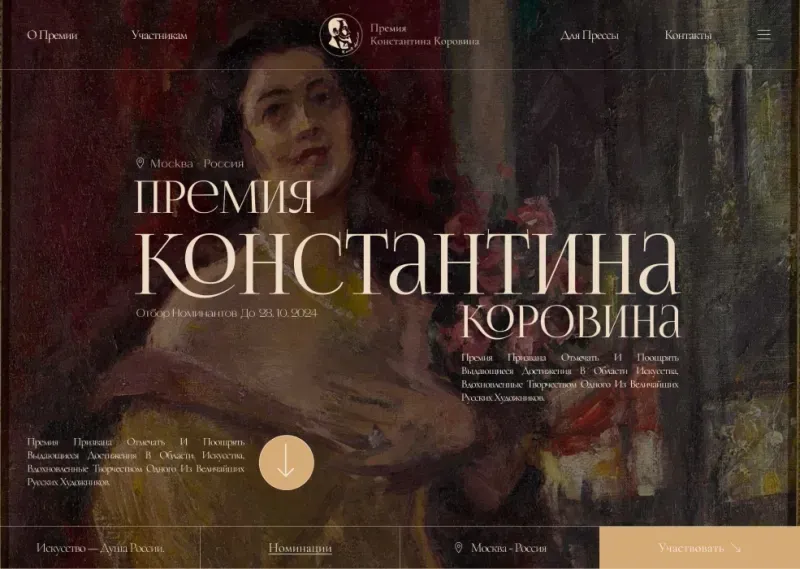 О Премии
Участникам
Премия
Константина Коровина
Для Прессы
Контакты
Москва - Россия
ПРЕМИЯ
КОНСТАНТИНА
КОРОВИНА
Отбор Номинантов До 28. 10. 2024
Премия Призвана Отмечать И Поощрять
Выдающиеся Достижения В Области Искусства,
Вдохновленные Творчеством Одного Из Величайших
Русских Художников.
Премия Призвана Отмечать И Поощрять
Выдающиеся Достижения В Области Искусства,
Вдохновленные Творчеством Одного Из Величайших
Русских Художников.
Искусство — Душа России.
Номинации
Москва - Россия
Участвовать